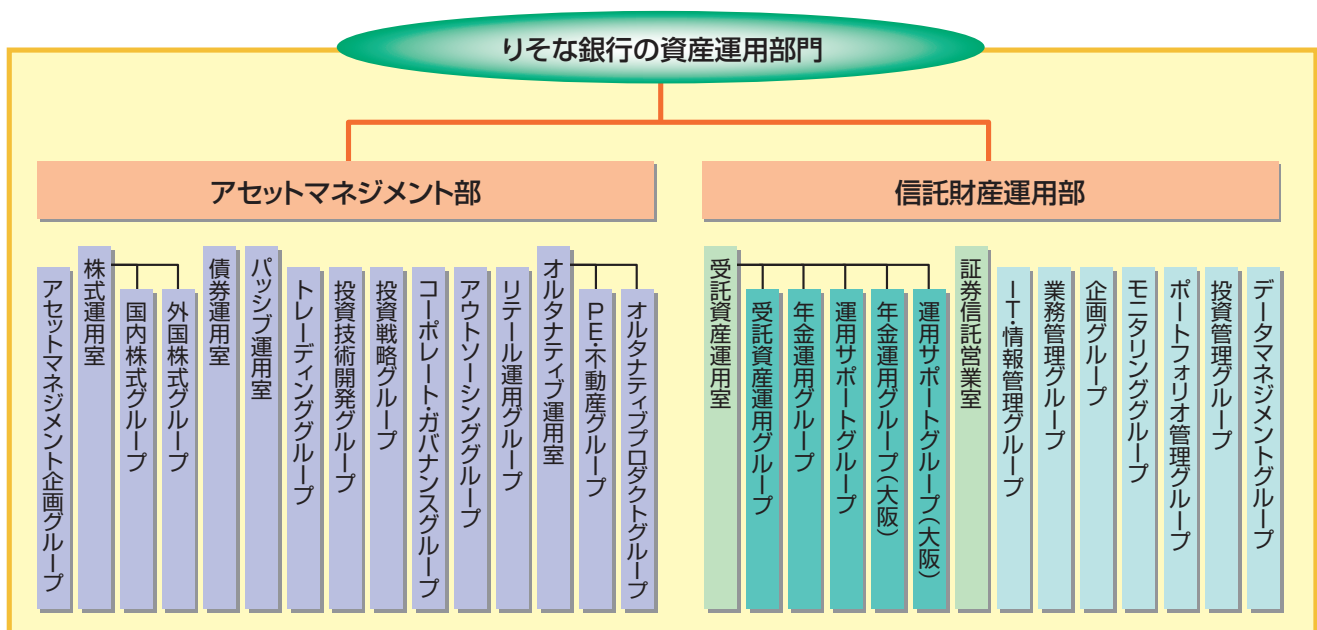 りそな銀行の資産運用部門
アセットマネジメント部
信託財産運用部
アセットマネジメント企画グループ
株式運用室
国内株式グループ
外国株式グループ
債券運用室
パッシブ運用室
トレーディンググループ
投資技術開発グループ
投資戦略グループ
コーポレート・ガバナンスグループ
アウトソーシンググループ
リテール運用グループ
オルタナティブ運用室
PE・不動産グループ
オルタナティブプロダクトグループ
受託資産運用室
受託資産運用グループ
年金運用グループ
運用サポートグループ
年金運用グループ(大阪)
運用サポートグループ(大阪)
証券信託営業室
IT・情報管理グループ
業務管理グループ
企画グループ
モニタリンググループ
ポートフォリオ管理グループ
投資管理グループ
データマネジメントグループ